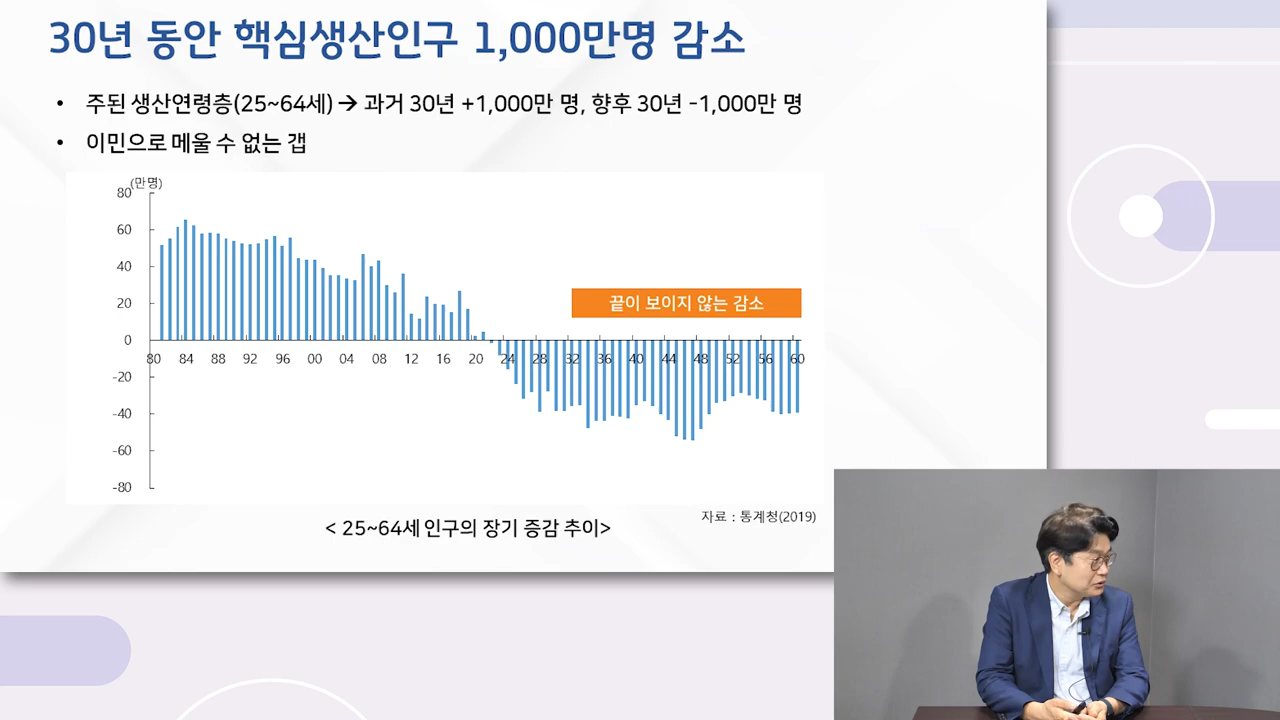 30년 동안 핵심생산인구 1,000만명 감소
• 주된 생산연령층(25~64세) → 과거 30년 +1,000만 명, 향후 30년 -1,000만 명
• 이민으로 메울 수 없는 갭
(만명)
80
60
40
20
0
-20
-40
-60
-80
끝이 보이지 않는 감소
80 84 88 92 96 00 04 08 12 16 20 24 28 32 36 40 44 48 52 56 60
자료 : 통계청(2019)
< 25~64세 인구의 장기 증감 추이>